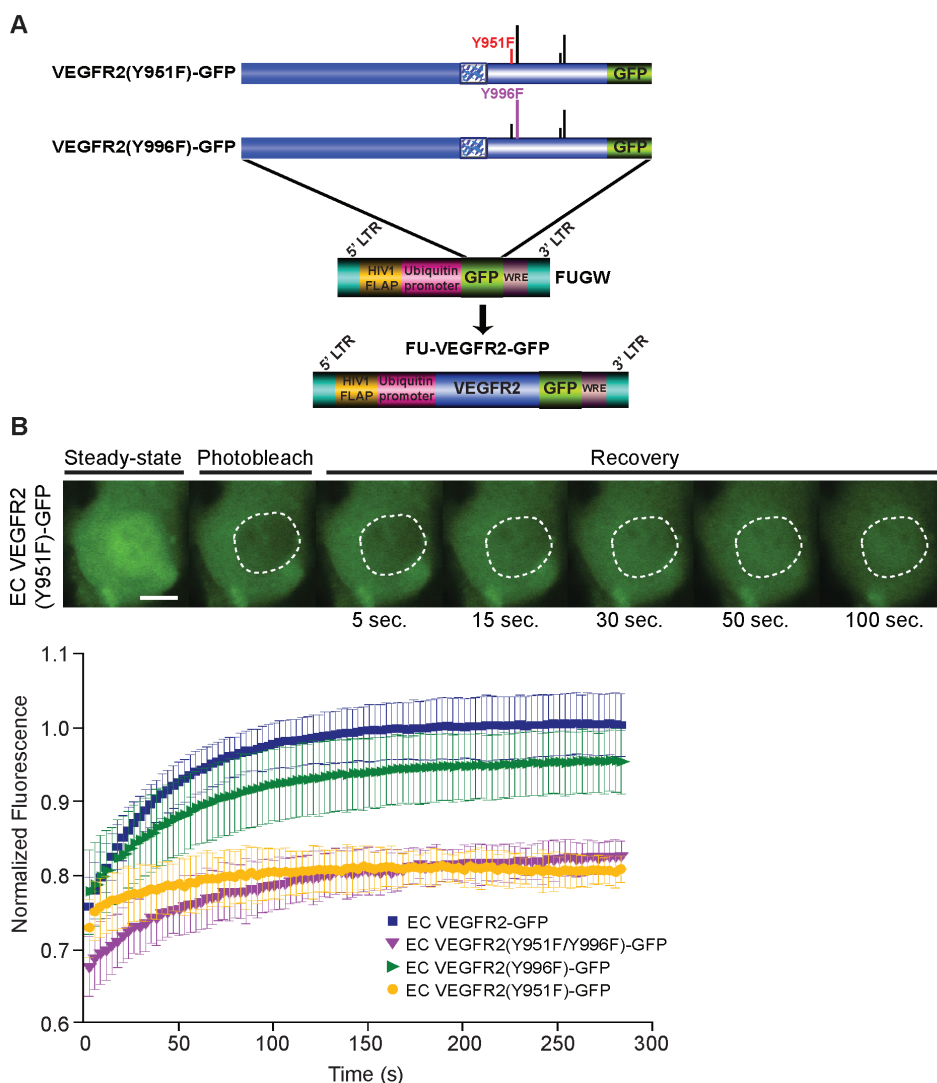 A
Y951F
VEGFR2(Y951F)-GFP
GFP
Y996F
VEGFR2(Y996F)-GFP
GFP
5' LTR
3' LTR
HIV1 FLAP
Ubiquitin promoter
GFP
WRE
FUGW
FU-VEGFR2-GFP
5' LTR
3' LTR
HIV1 FLAP
Ubiquitin promoter
VEGFR2
GFP
WRE
B
Steady-state
Photobleach
Recovery
EC VEGFR2
(Y951F)-GFP
5 sec.
15 sec.
30 sec.
50 sec.
100 sec.
1.1
1.0
0.9
0.8
0.7
0.6
Normalized Fluorescence
EC VEGFR2-GFP
EC VEGFR2(Y951F/Y996F)-GFP
EC VEGFR2(Y996F)-GFP
EC VEGFR2(Y951F)-GFP
0
50
100
150
200
250
300
Time (s)